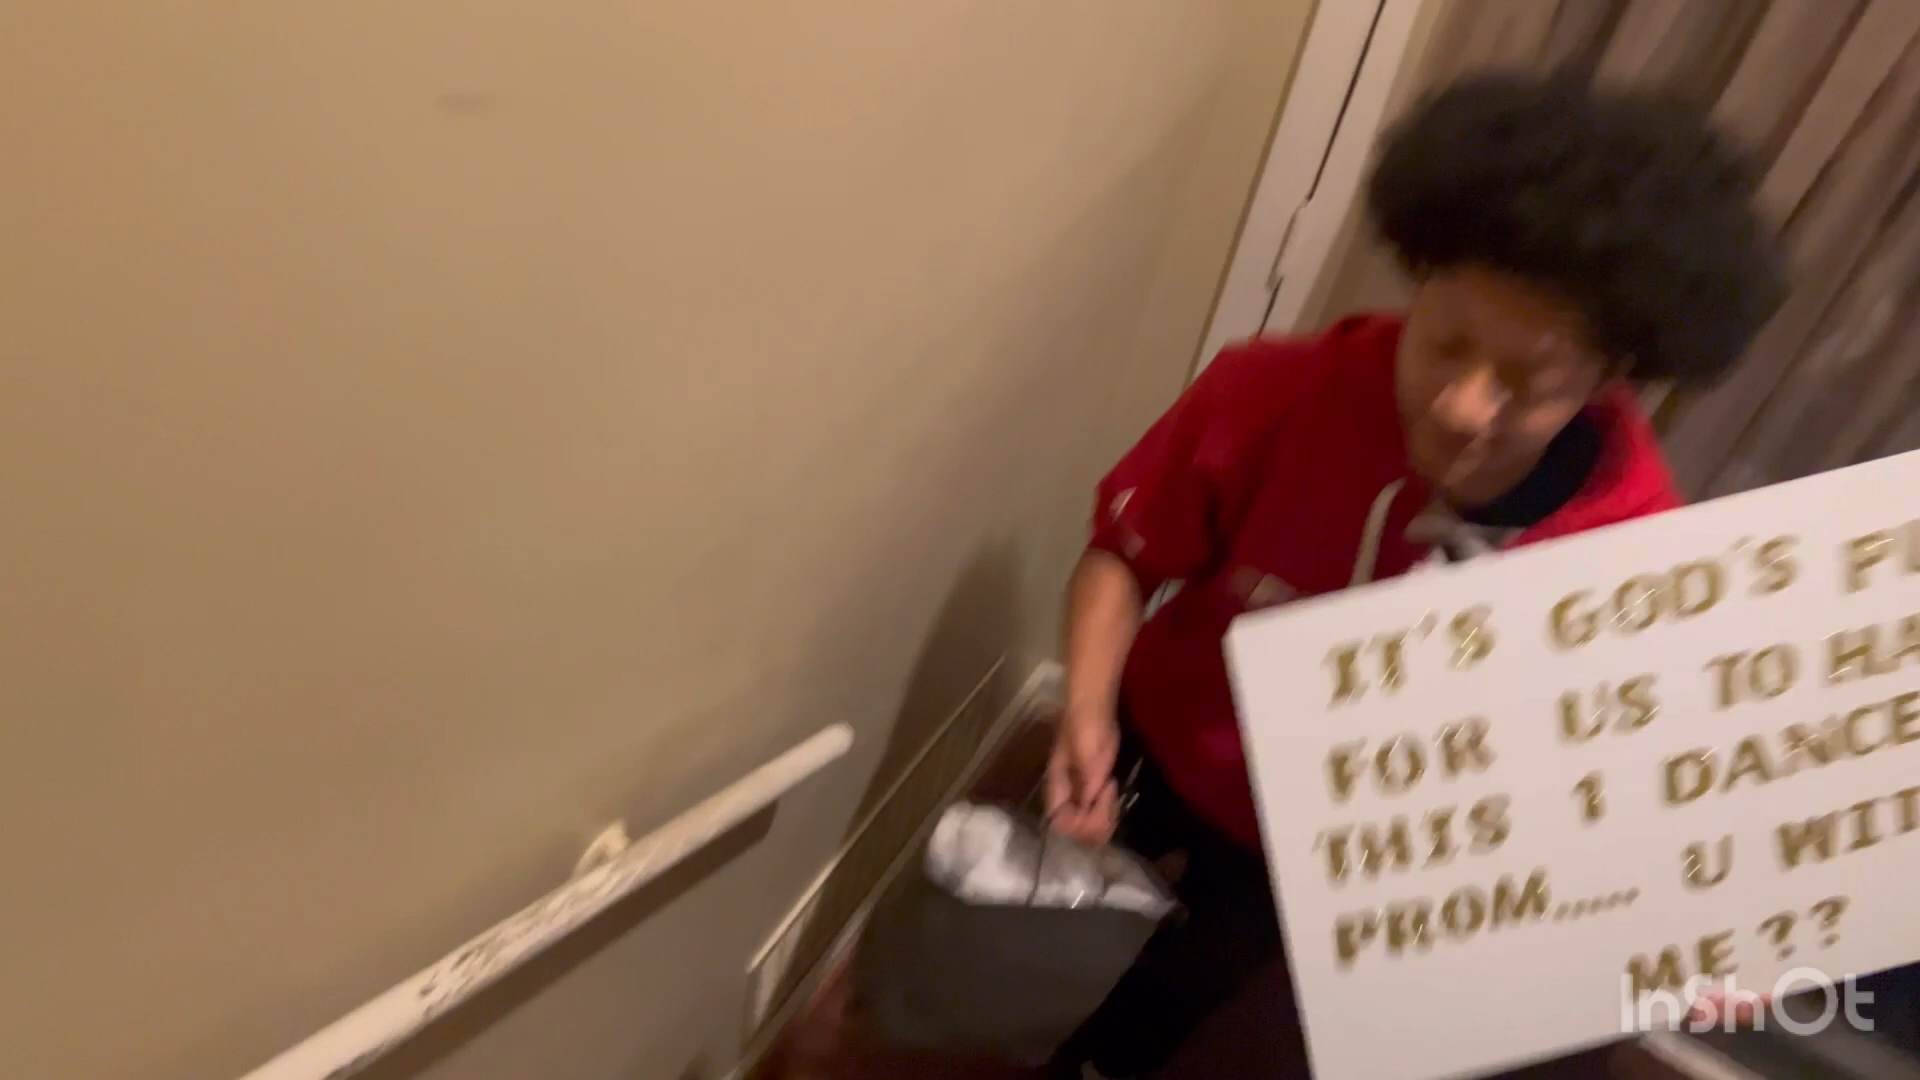 IT'S GOD'S
FOR US TO
THIS 1 DANCE
PROM..... U
ME??
InShOt